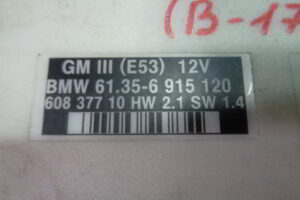 (B-17
GM III (E53) 12V
BMW 61.35-6 915 120
608 377 10 HW 2.1 SW 1.4